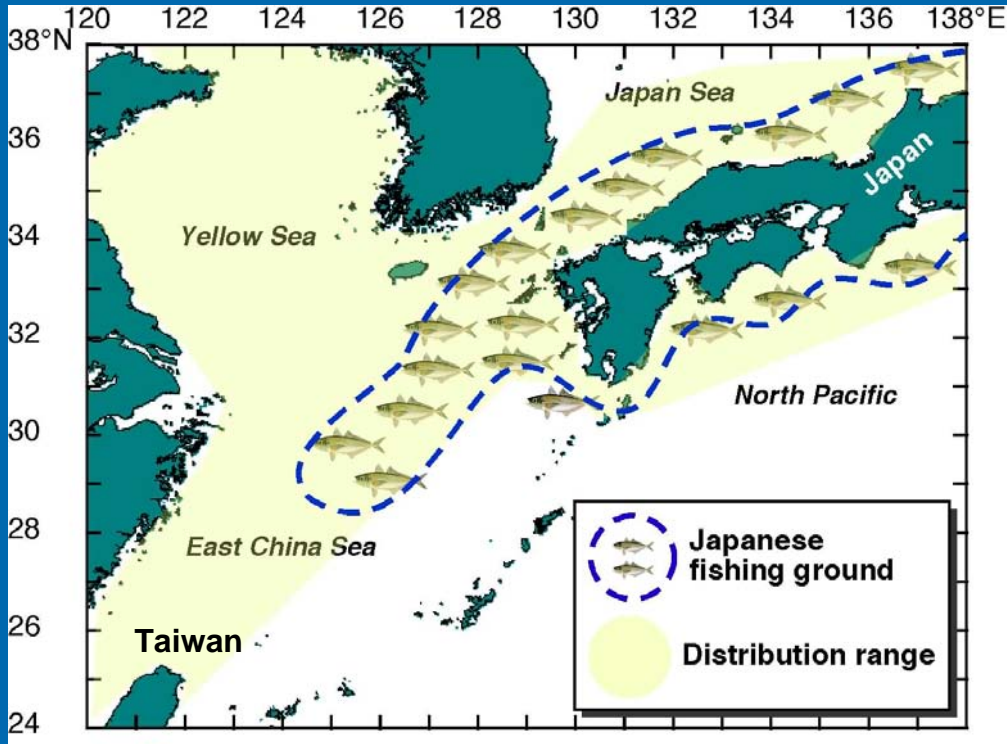 120 122 124 126 128 130 132 134 136 138°E
38°N
36
34
32
30
28
26
24
Japan Sea
Japan
Yellow Sea
North Pacific
East China Sea
Taiwan
Japanese
fishing ground
Distribution range